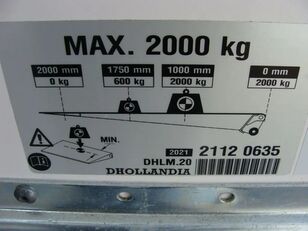 MAX. 2000 kg
2000 mm 1750 mm 1000 mm 0 mm
0 kg 600 kg 2000 kg 2000 kg
MIN.
2021 2112 0635
DHLM.20
DHOLLANDIA